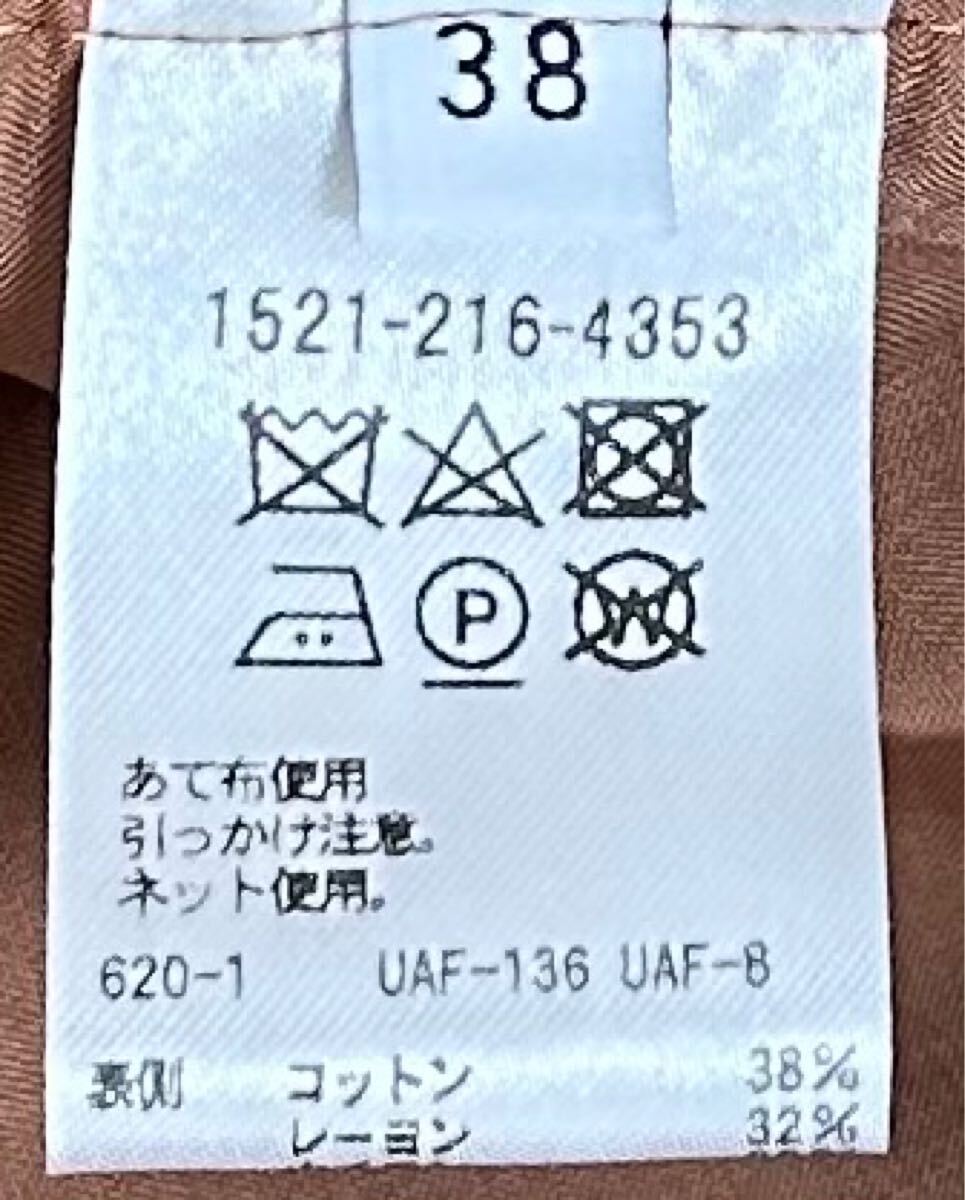 38
1521-216-4353
P
W
あて布使用
引っかけ注意。
ネット使用。
620-1 UAF-136 UAF-8
表側 コットン 38%
レーヨン 32%